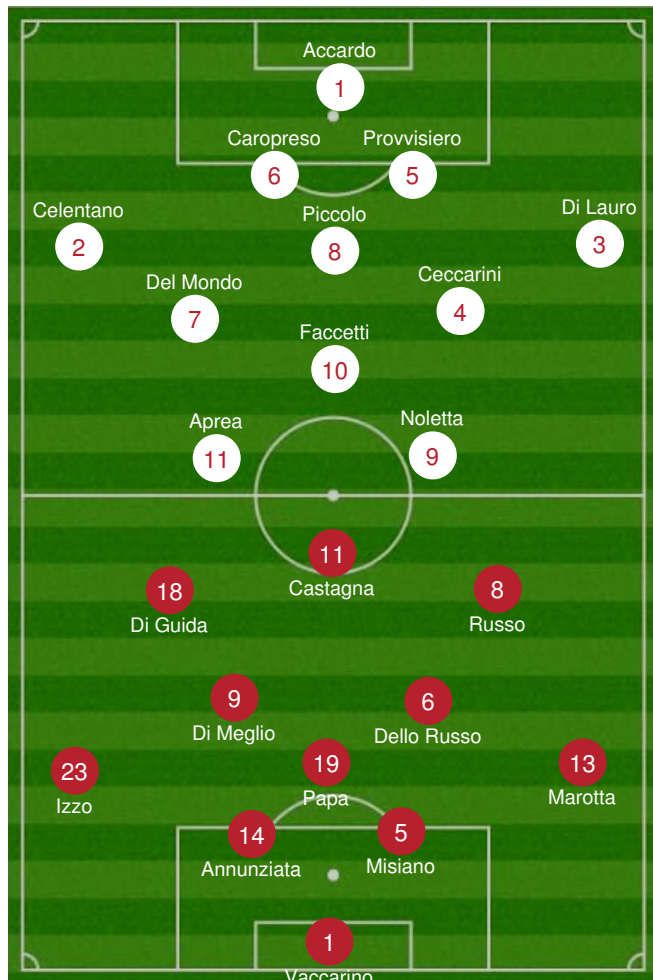 Accardo
1
Caropreso
Provvisiero
6
5
Celentano
Piccolo
Di Lauro
2
8
3
Del Mondo
Ceccarini
7
4
Faccetti
10
Aprea
Noletta
11
9
11
Castagna
18
8
Di Guida
Russo
9
6
Di Meglio
Dello Russo
23
19
13
Izzo
Papa
Marotta
14
5
Annunziata
Misiano
1
Vaccarino